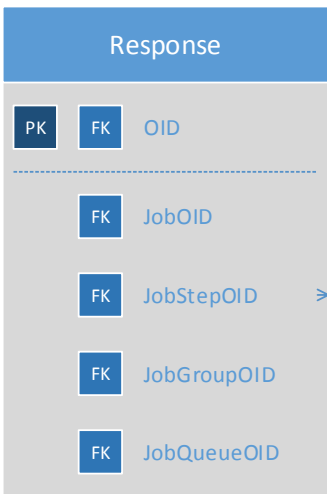 Response
PK FK OID
FK JobOID
FK JobStepOID
FK JobGroupOID
FK JobQueueOID